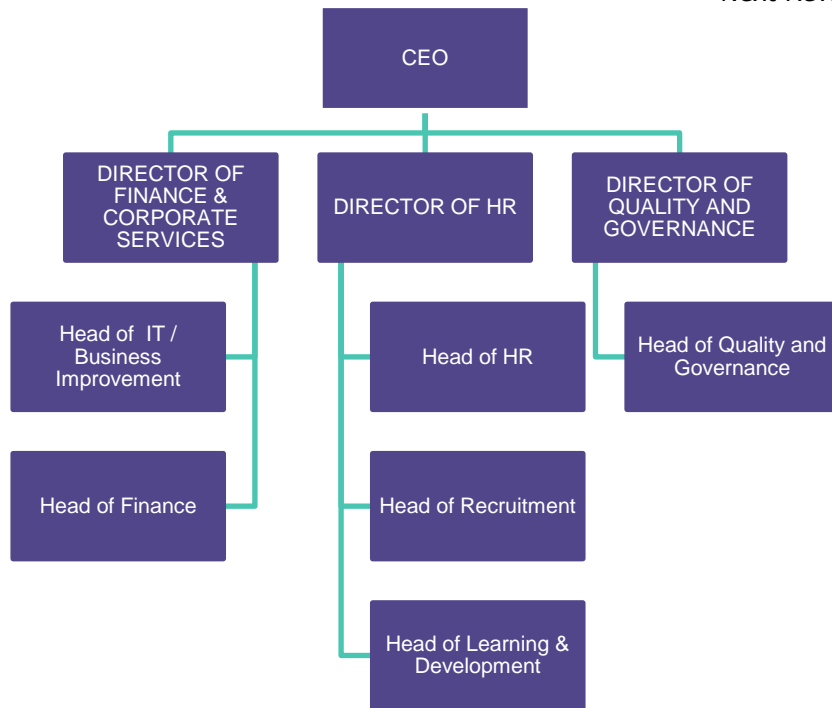 CEO
DIRECTOR OF
FINANCE &
CORPORATE
SERVICES
DIRECTOR OF HR
DIRECTOR OF
QUALITY AND
GOVERNANCE
Head of IT /
Business
Improvement
Head of HR
Head of Quality and
Governance
Head of Finance
Head of Recruitment
Head of Learning &
Development